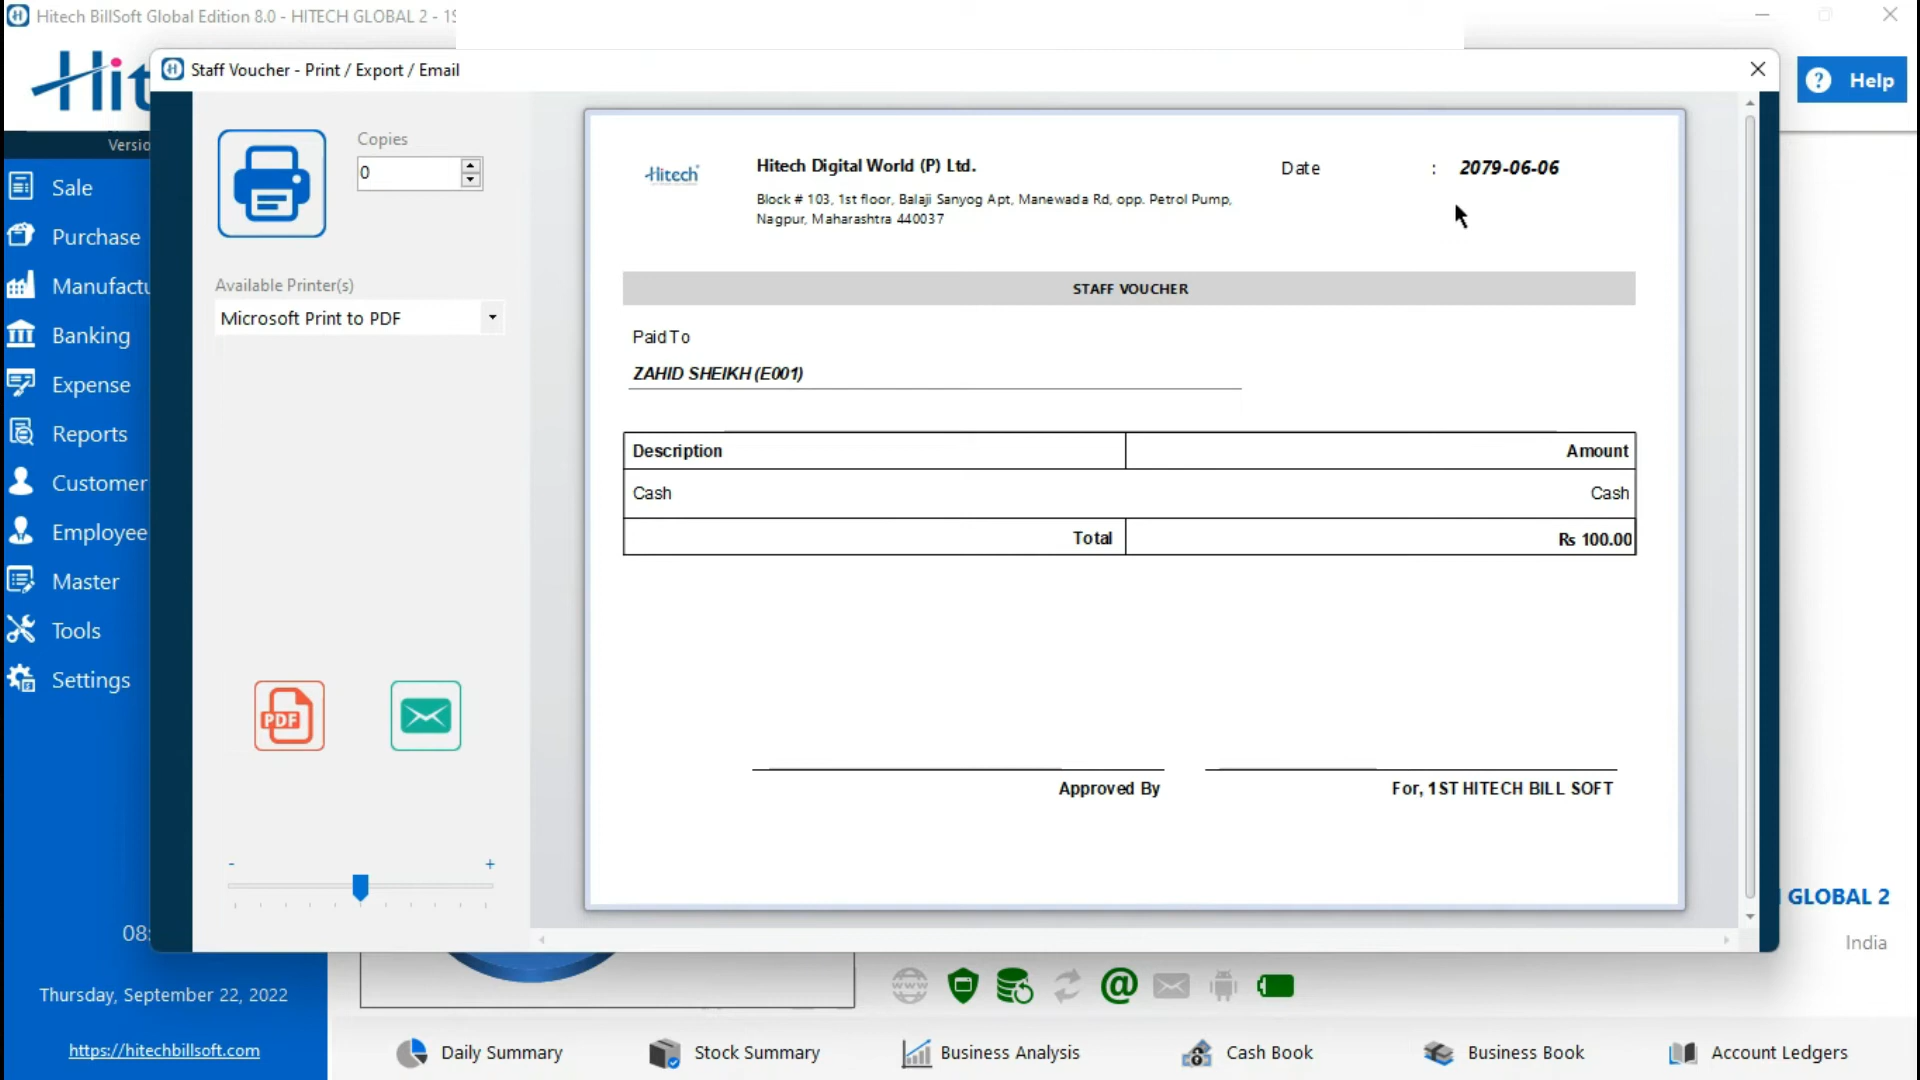 Hitech BillSoft Global Edition 8.0 - HITECH GLOBAL 2 -
Staff Voucher - Print / Export / Email
Help
Sale
Purchase
Banking
Expense
Reports
Customer
Employee
Master
Tools
Settings
08:
Thursday, September 22, 2022
https://hitechbillsoft.com
Copies
0
Available Printer(s)
Microsoft Print to PDF
PDF
-
+
Hitech
Hitech Digital World (P) Ltd.
Block # 103, 1st floor, Balaji Sanyog Apt, Manewada Rd, opp. Petrol Pump,
Nagpur, Maharashtra 440037
Date : 2079-06-06
STAFF VOUCHER
Paid To
ZAHID SHEIKH (E001)
Description Amount
Cash Cash
Total Rs 100.00
Approved By For, 1ST HITECH BILL SOFT
GLOBAL 2
India
Daily Summary
Stock Summary
Business Analysis
Cash Book
Business Book
Account Ledgers